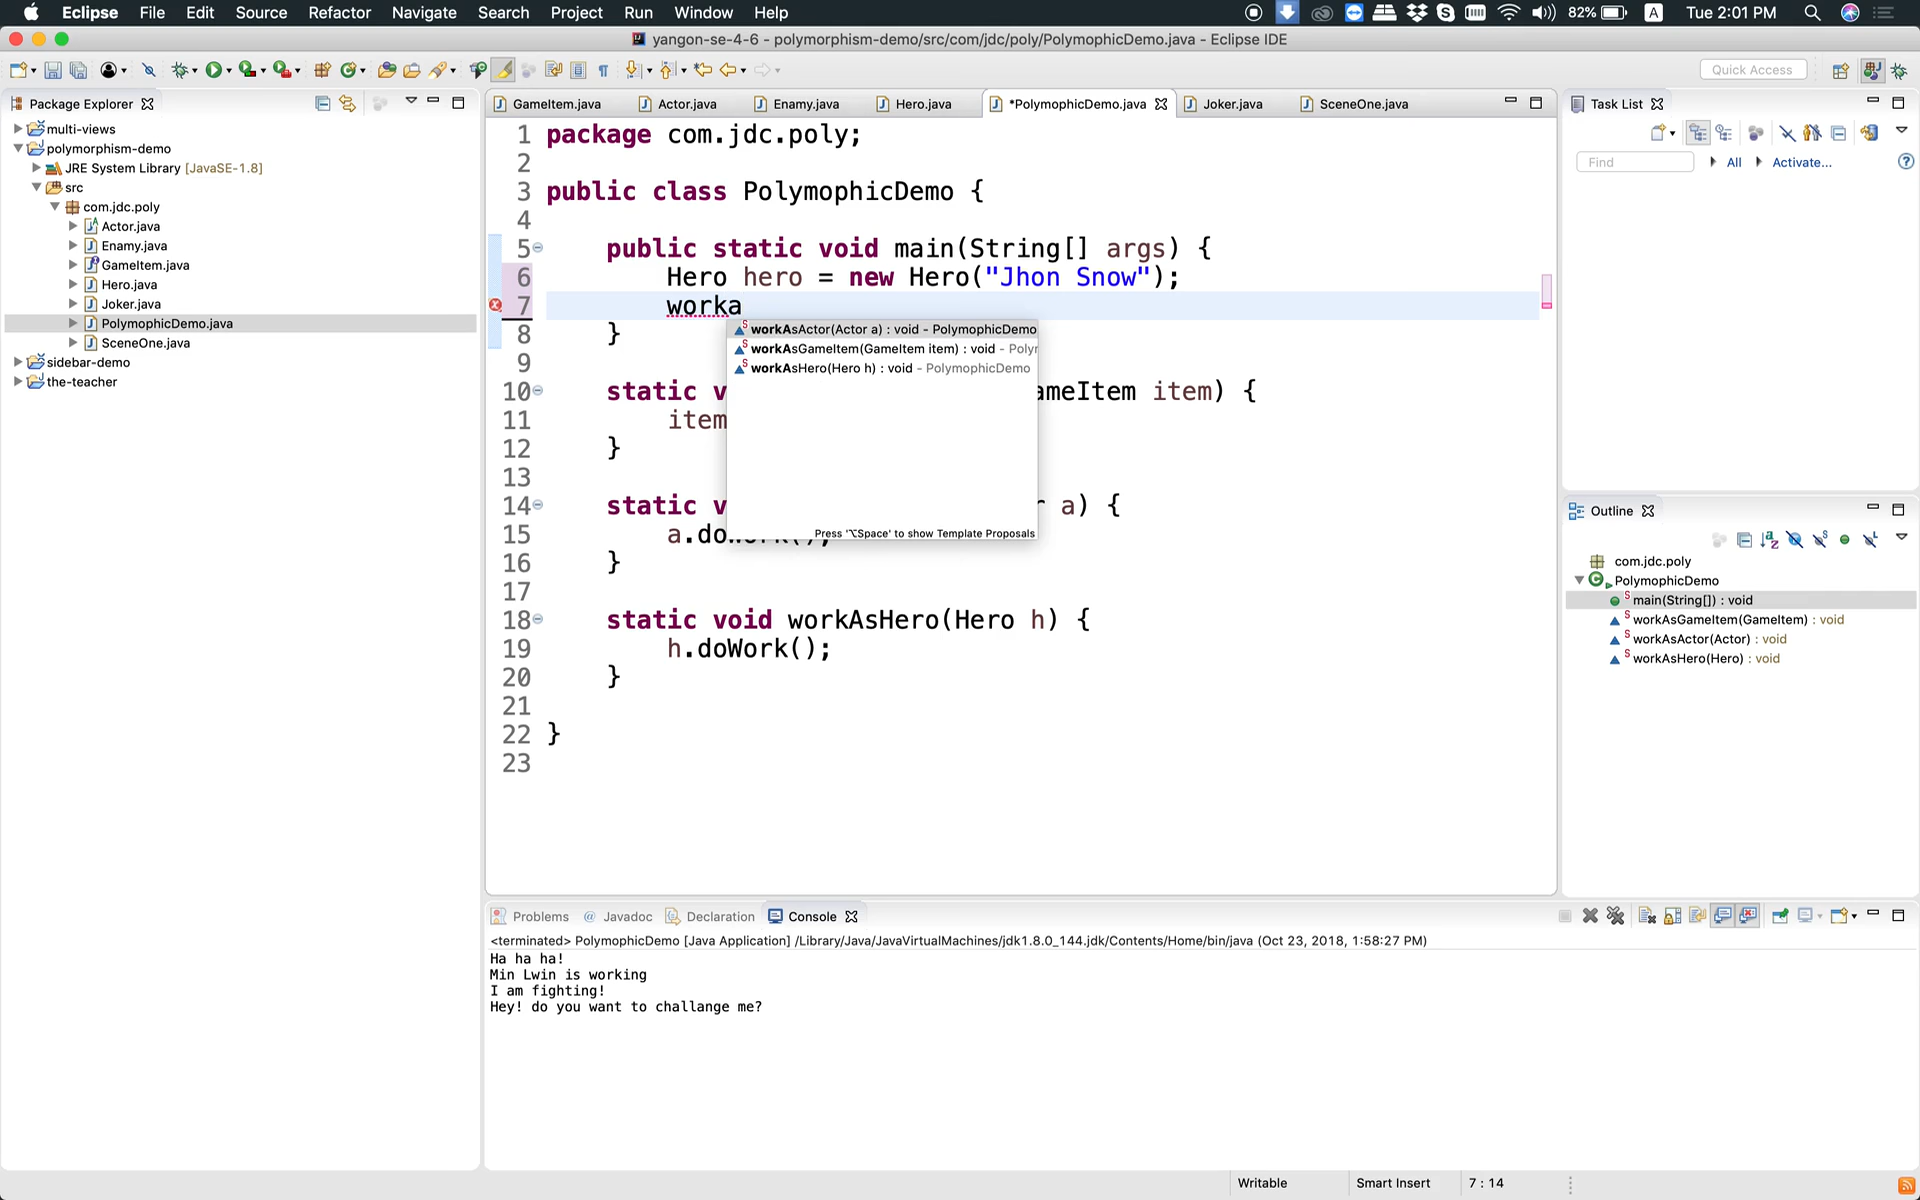 Eclipse File Edit Source Refactor Navigate Search Project Run Window Help 82% A Tue 2:01 PM
yangon-se-4-6 - polymorphism-demo/src/com/jdc/poly/PolymophicDemo.java - Eclipse IDE
Quick Access
Package Explorer
multi-views
polymorphism-demo
JRE System Library [JavaSE-1.8]
src
com.jdc.poly
Actor.java
Enamy.java
GameItem.java
Hero.java
Joker.java
PolymophicDemo.java
SceneOne.java
sidebar-demo
the-teacher
GameItem.java Actor.java Enamy.java Hero.java *PolymophicDemo.java Joker.java SceneOne.java
1 package com.jdc.poly;
2
3 public class PolymophicDemo {
4
5 public static void main(String[] args) {
6 Hero hero = new Hero("Jhon Snow");
7 worka
8 }
9
10 static v ameItem item) {
11 item
12 }
13
14 static v r a) {
15 a.doWork();
16 }
17
18 static void workAsHero(Hero h) {
19 h.doWork();
20 }
21
22 }
23
workAsActor(Actor a) : void - PolymophicDemo
workAsGameItem(GameItem item) : void - Polyr
workAsHero(Hero h) : void - PolymophicDemo
Press '⌥Space' to show Template Proposals
Task List
Find All Activate...
Outline
com.jdc.poly
PolymophicDemo
main(String[]) : void
workAsGameItem(GameItem) : void
workAsActor(Actor) : void
workAsHero(Hero) : void
Problems @ Javadoc Declaration Console
<terminated> PolymophicDemo [Java Application] /Library/Java/JavaVirtualMachines/jdk1.8.0_144.jdk/Contents/Home/bin/java (Oct 23, 2018, 1:58:27 PM)
Ha ha ha!
Min Lwin is working
I am fighting!
Hey! do you want to challange me?
Writable Smart Insert 7 : 14